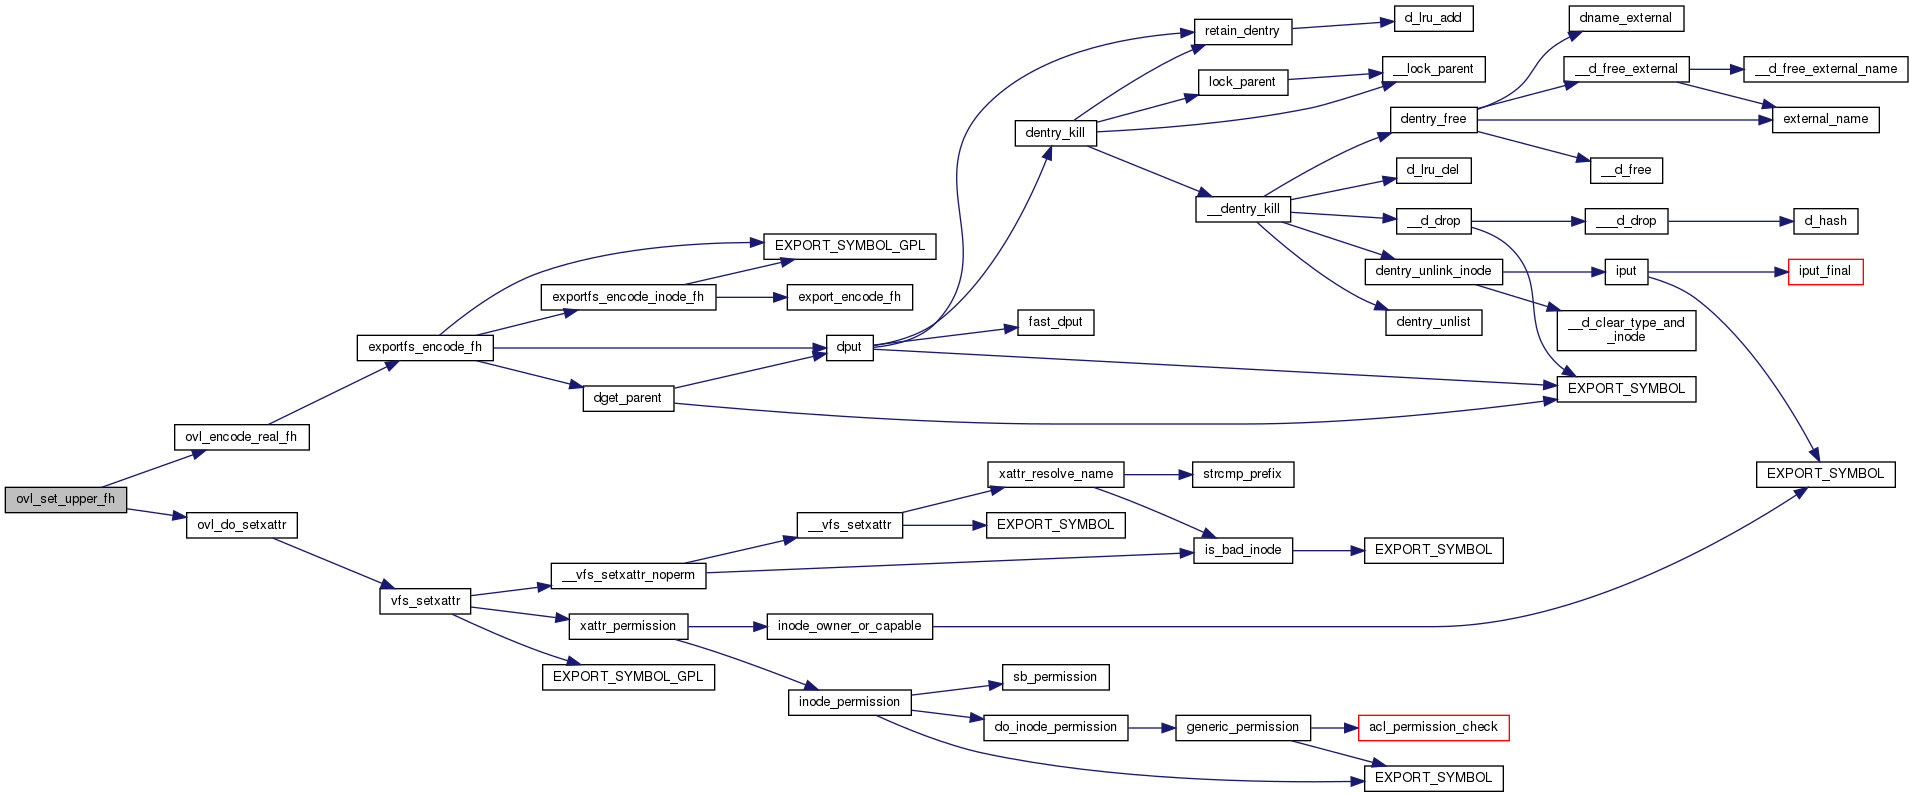 ovl_set_upper_fh
ovl_encode_real_fh
ovl_do_setxattr
exportfs_encode_fh
vfs_setxattr
EXPORT_SYMBOL_GPL
exportfs_encode_inode_fh
export_encode_fh
dput
dget_parent
__vfs_setxattr_noperm
xattr_permission
EXPORT_SYMBOL_GPL
retain_dentry
d_lru_add
lock_parent
__lock_parent
dentry_kill
__dentry_kill
fast_dput
dname_external
__d_free_external
__d_free_external_name
dentry_free
external_name
__d_free
d_lru_del
__d_drop
___d_drop
d_hash
dentry_unlink_inode
iput
iput_final
dentry_unlist
__d_clear_type_and
_inode
EXPORT_SYMBOL
EXPORT_SYMBOL
xattr_resolve_name
strcmp_prefix
__vfs_setxattr
EXPORT_SYMBOL
is_bad_inode
EXPORT_SYMBOL
inode_owner_or_capable
inode_permission
sb_permission
do_inode_permission
generic_permission
acl_permission_check
EXPORT_SYMBOL